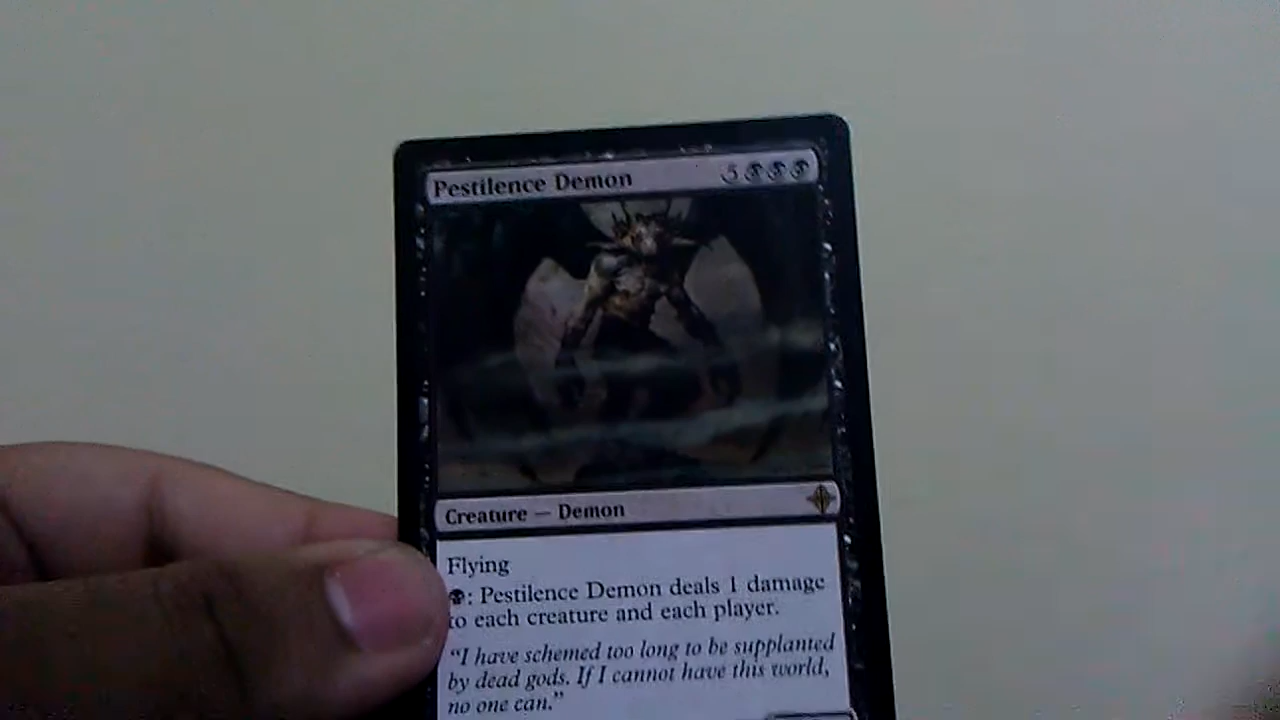 Pestilence Demon 5
Creature — Demon
Flying
: Pestilence Demon deals 1 damage
to each creature and each player.
“I have schemed too long to be supplanted
by dead gods. If I cannot have this world,
no one can.”